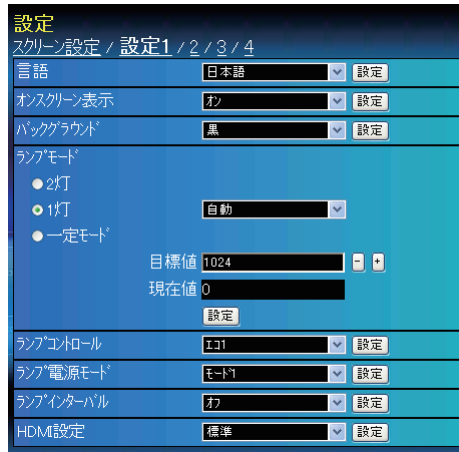 設定
スクリーン設定 / 設定1 / 2 / 3 / 4
言語 日本語 設定
オンスクリーン表示 オン 設定
バックグラウンド 黒 設定
ランプモード
2灯
1灯 自動
一定モード
目標値 1024 - +
現在値 0
設定
ランプコントロール エコ1 設定
ランプ電源モード モード1 設定
ランプインターバル オフ 設定
HDMI設定 標準 設定